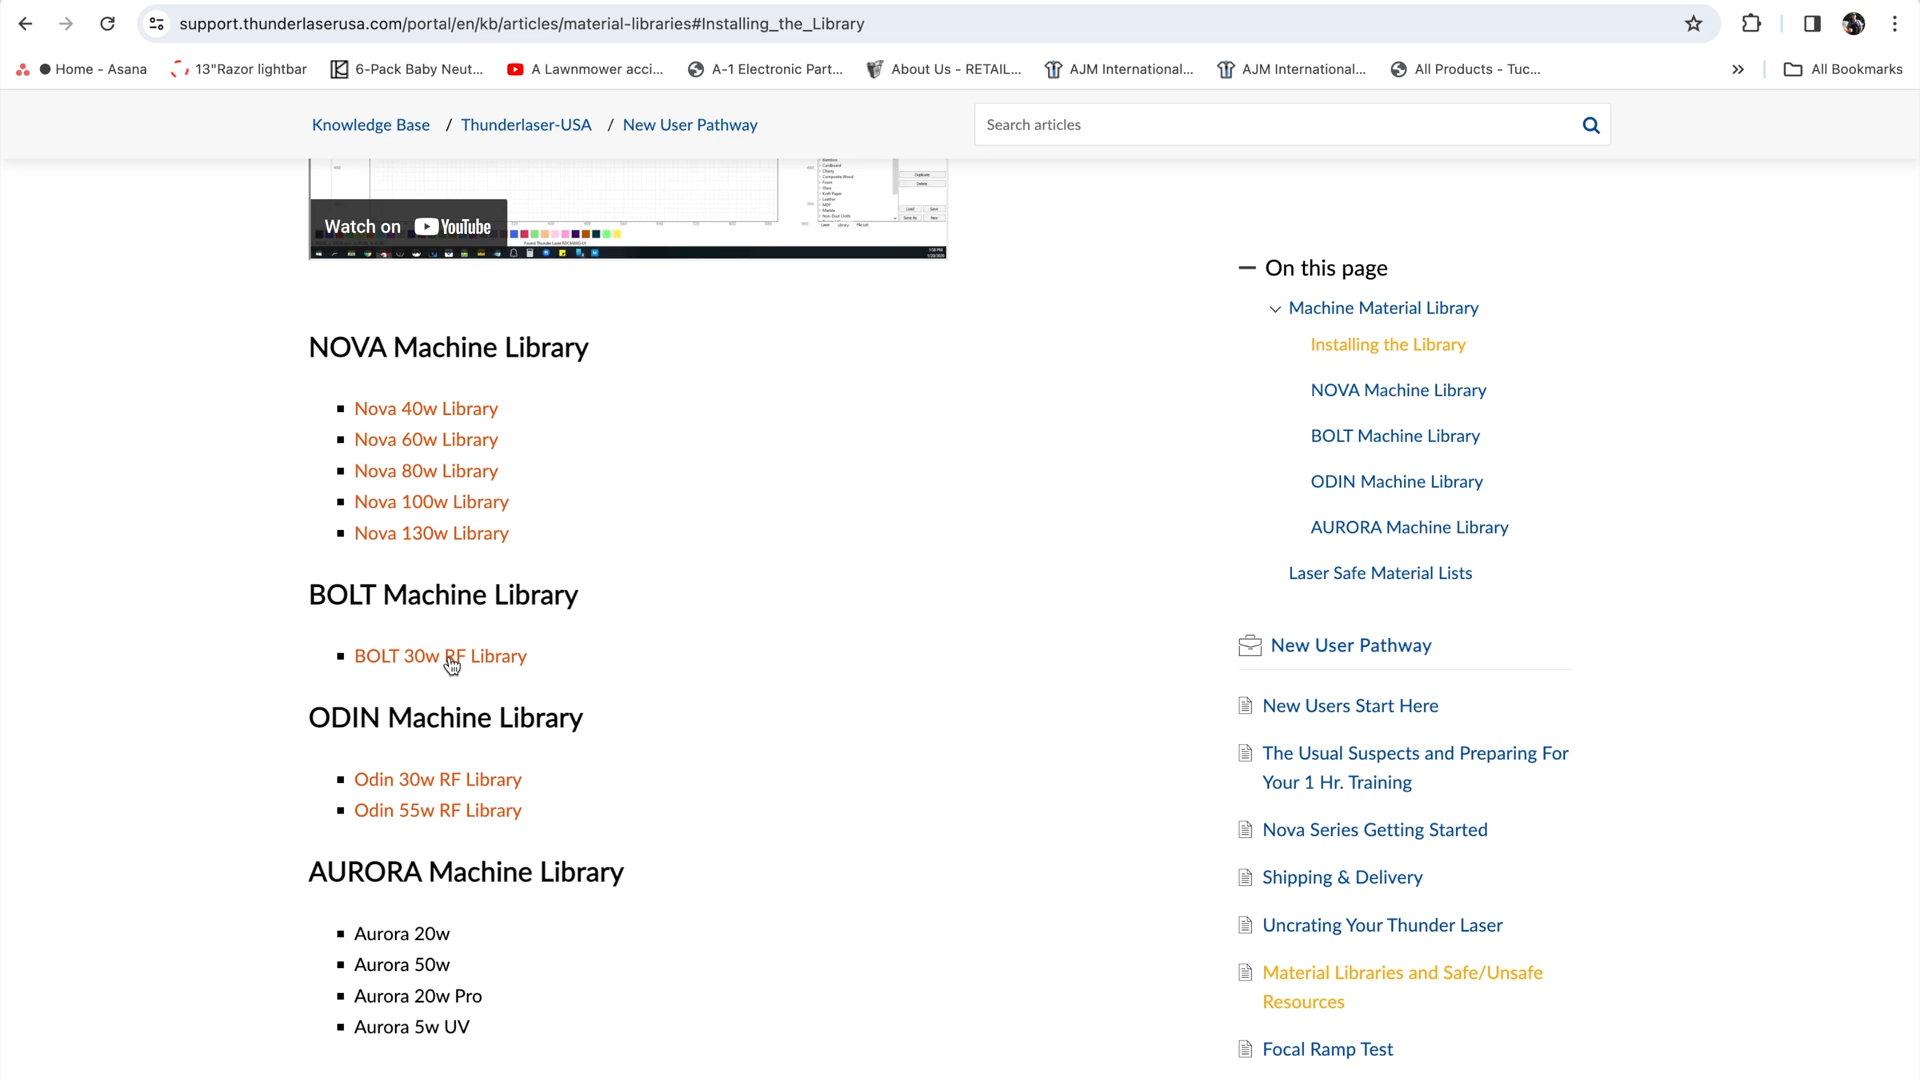 support.thunderlaserusa.com/portal/en/kb/articles/material-libraries#Installing_the_Library
Home - Asana
13"Razor lightbar
6-Pack Baby Neut...
A Lawnmower acci...
A-1 Electronic Part...
About Us - RETAIL...
AJM International...
AJM International...
All Products - Tuc...
»
All Bookmarks
Knowledge Base / Thunderlaser-USA / New User Pathway
Search articles
Watch on YouTube
NOVA Machine Library
Nova 40w Library
Nova 60w Library
Nova 80w Library
Nova 100w Library
Nova 130w Library
BOLT Machine Library
BOLT 30w RF Library
ODIN Machine Library
Odin 30w RF Library
Odin 55w RF Library
AURORA Machine Library
Aurora 20w
Aurora 50w
Aurora 20w Pro
Aurora 5w UV
On this page
Machine Material Library
Installing the Library
NOVA Machine Library
BOLT Machine Library
ODIN Machine Library
AURORA Machine Library
Laser Safe Material Lists
New User Pathway
New Users Start Here
The Usual Suspects and Preparing For
Your 1 Hr. Training
Nova Series Getting Started
Shipping & Delivery
Uncrating Your Thunder Laser
Material Libraries and Safe/Unsafe
Resources
Focal Ramp Test